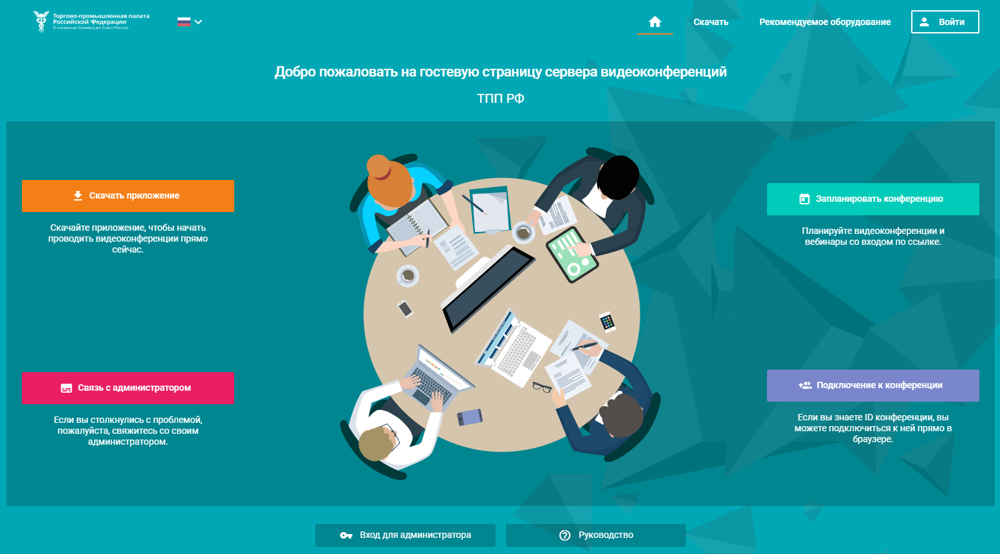 Торгово-промышленная палата
Российской Федерации
В интересах бизнеса, во благо России
Скачать
Рекомендуемое оборудование
Войти
Добро пожаловать на гостевую страницу сервера видеоконференций
ТПП РФ
Скачать приложение
Скачайте приложение, чтобы начать
проводить видеоконференции прямо
сейчас.
Запланировать конференцию
Планируйте видеоконференции и
вебинары со входом по ссылке.
Связь с администратором
Если вы столкнулись с проблемой,
пожалуйста, свяжитесь со своим
администратором.
Подключение к конференции
Если вы знаете ID конференции, вы
можете подключиться к ней прямо в
браузере.
Вход для администратора
Руководство